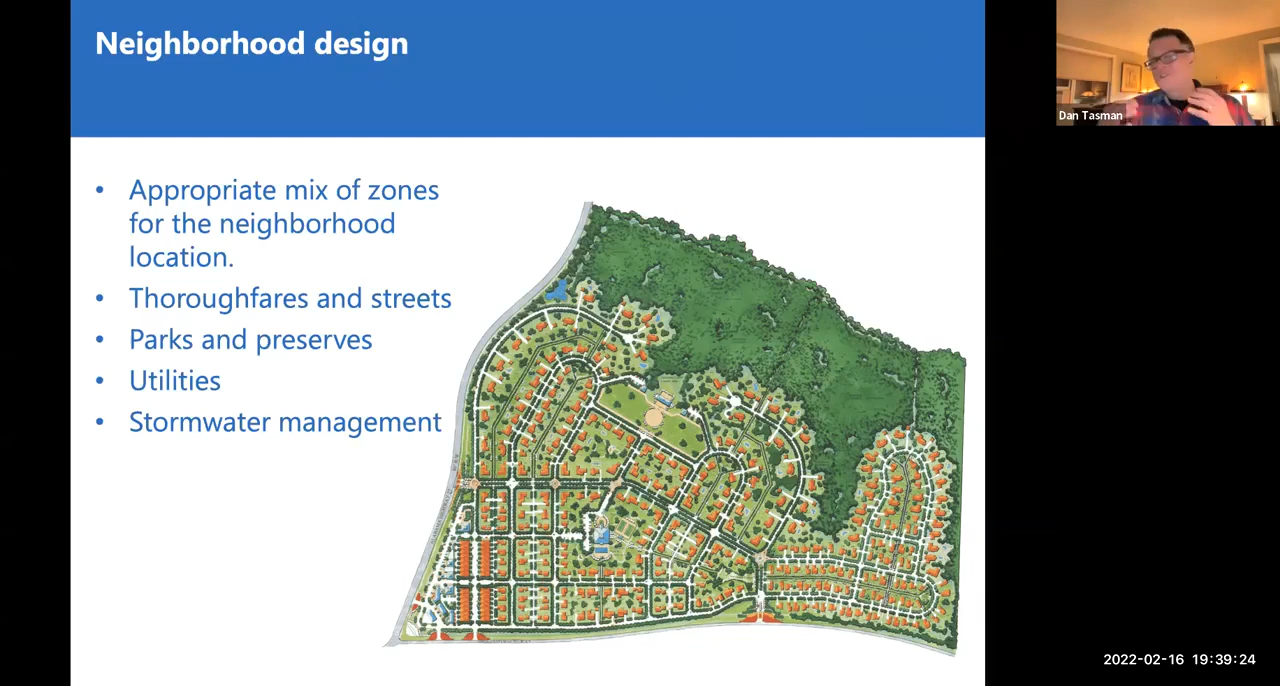 Neighborhood design
Dan Tasman
• Appropriate mix of zones
for the neighborhood
location.
• Thoroughfares and streets
• Parks and preserves
• Utilities
• Stormwater management
2022-02-16 19:39:24